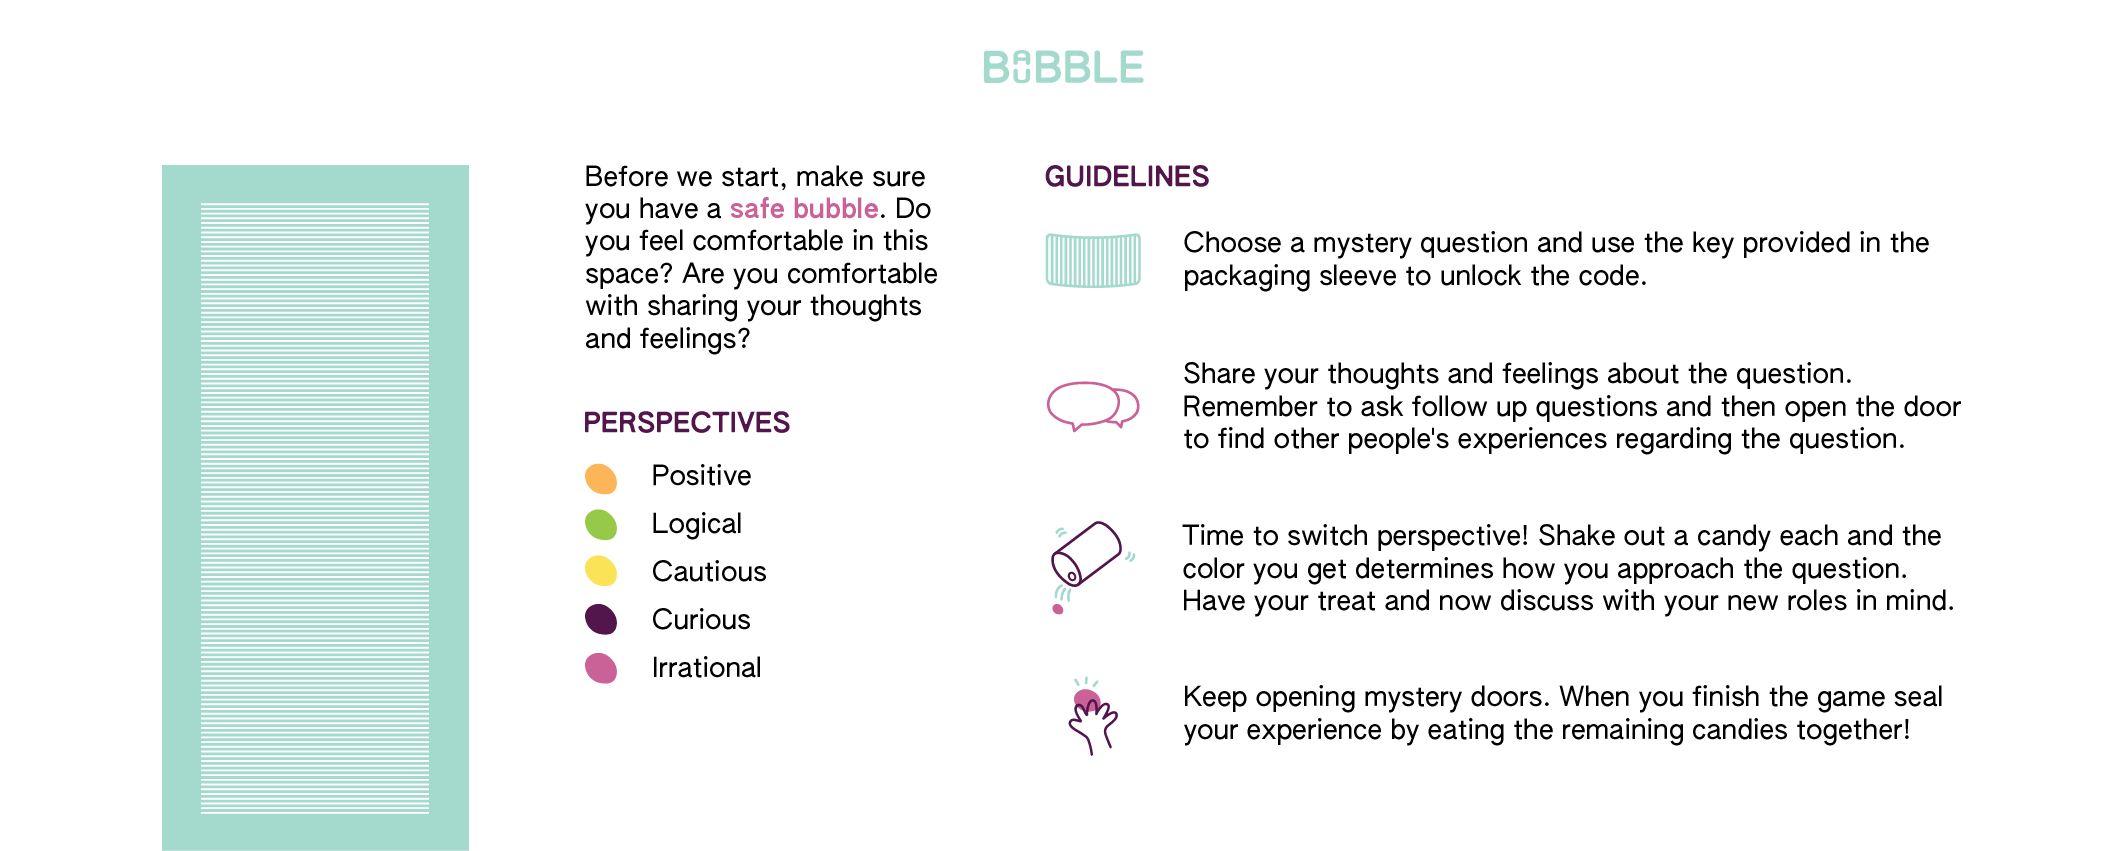 BAUBBLE
Before we start, make sure
you have a safe bubble. Do
you feel comfortable in this
space? Are you comfortable
with sharing your thoughts
and feelings?
PERSPECTIVES
Positive
Logical
Cautious
Curious
Irrational
GUIDELINES
Choose a mystery question and use the key provided in the
packaging sleeve to unlock the code.
Share your thoughts and feelings about the question.
Remember to ask follow up questions and then open the door
to find other people's experiences regarding the question.
Time to switch perspective! Shake out a candy each and the
color you get determines how you approach the question.
Have your treat and now discuss with your new roles in mind.
Keep opening mystery doors. When you finish the game seal
your experience by eating the remaining candies together!